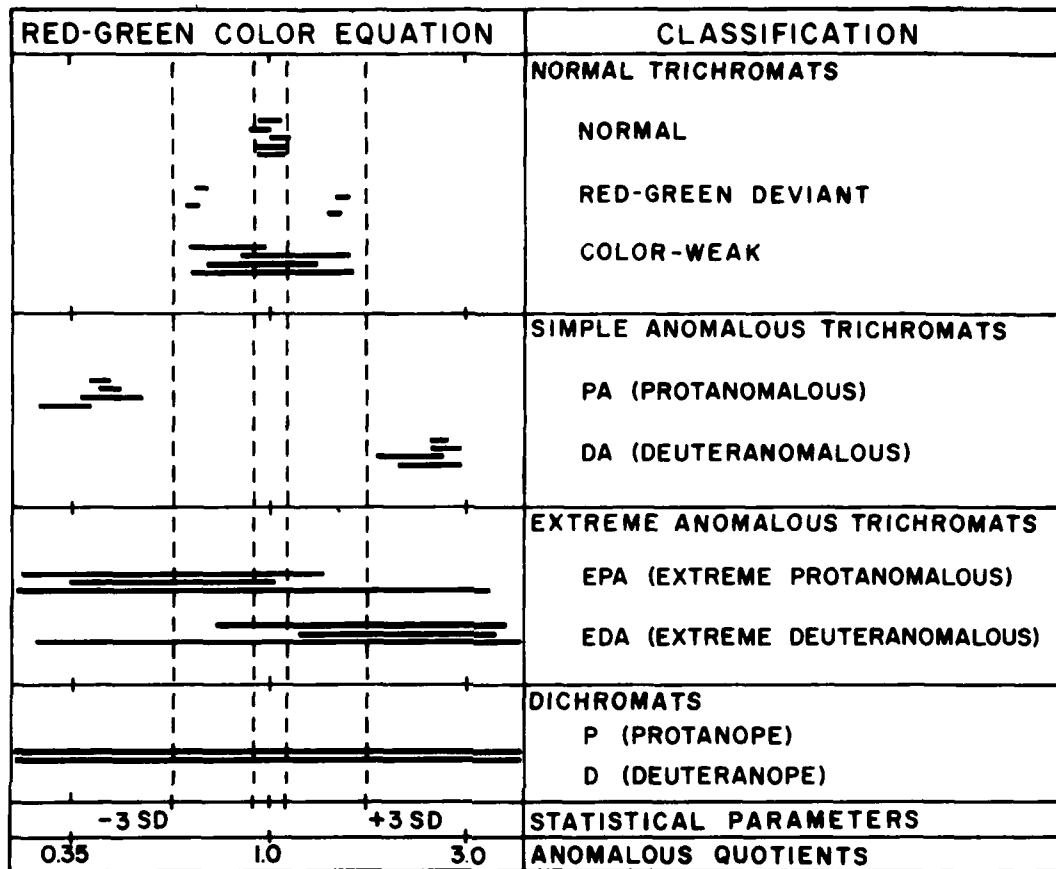 RED-GREEN COLOR EQUATION
CLASSIFICATION
NORMAL TRICHROMATS
NORMAL
RED-GREEN DEVIANT
COLOR-WEAK
SIMPLE ANOMALOUS TRICHROMATS
PA (PROTANOMALOUS)
DA (DEUTERANOMALOUS)
EXTREME ANOMALOUS TRICHROMATS
EPA (EXTREME PROTANOMALOUS)
EDA (EXTREME DEUTERANOMALOUS)
DICHROMATS
P (PROTANOPE)
D (DEUTERANOPE)
-3 SD +3 SD STATISTICAL PARAMETERS
0.35 1.0 3.0 ANOMALOUS QUOTIENTS